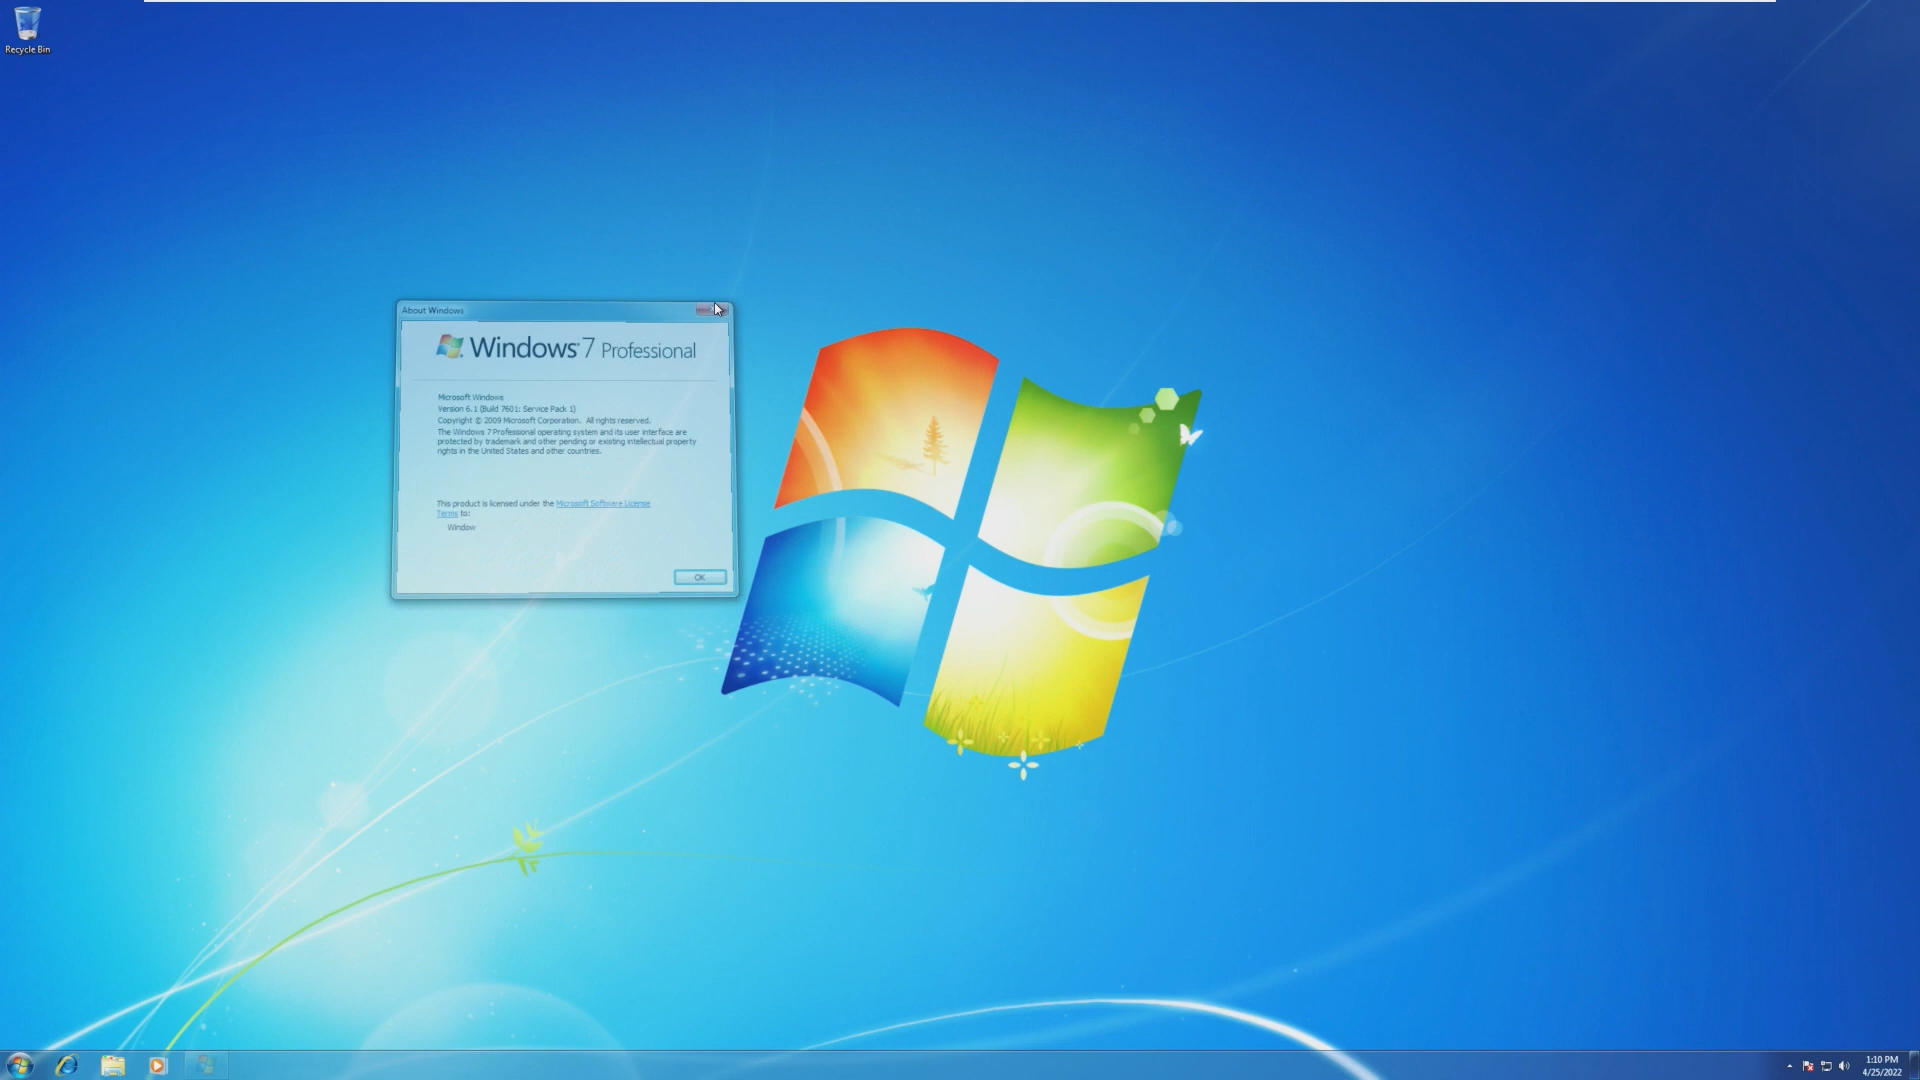 Recycle Bin
About Windows
Windows 7 Professional
Microsoft Windows
Version 6.1 (Build 7601: Service Pack 1)
Copyright © 2009 Microsoft Corporation. All rights reserved.
The Windows 7 Professional operating system and its user interface are
protected by trademark and other pending or existing intellectual property
rights in the United States and other countries.
This product is licensed under the Microsoft Software License
Terms to:
Window
OK
1:10 PM
4/25/2022